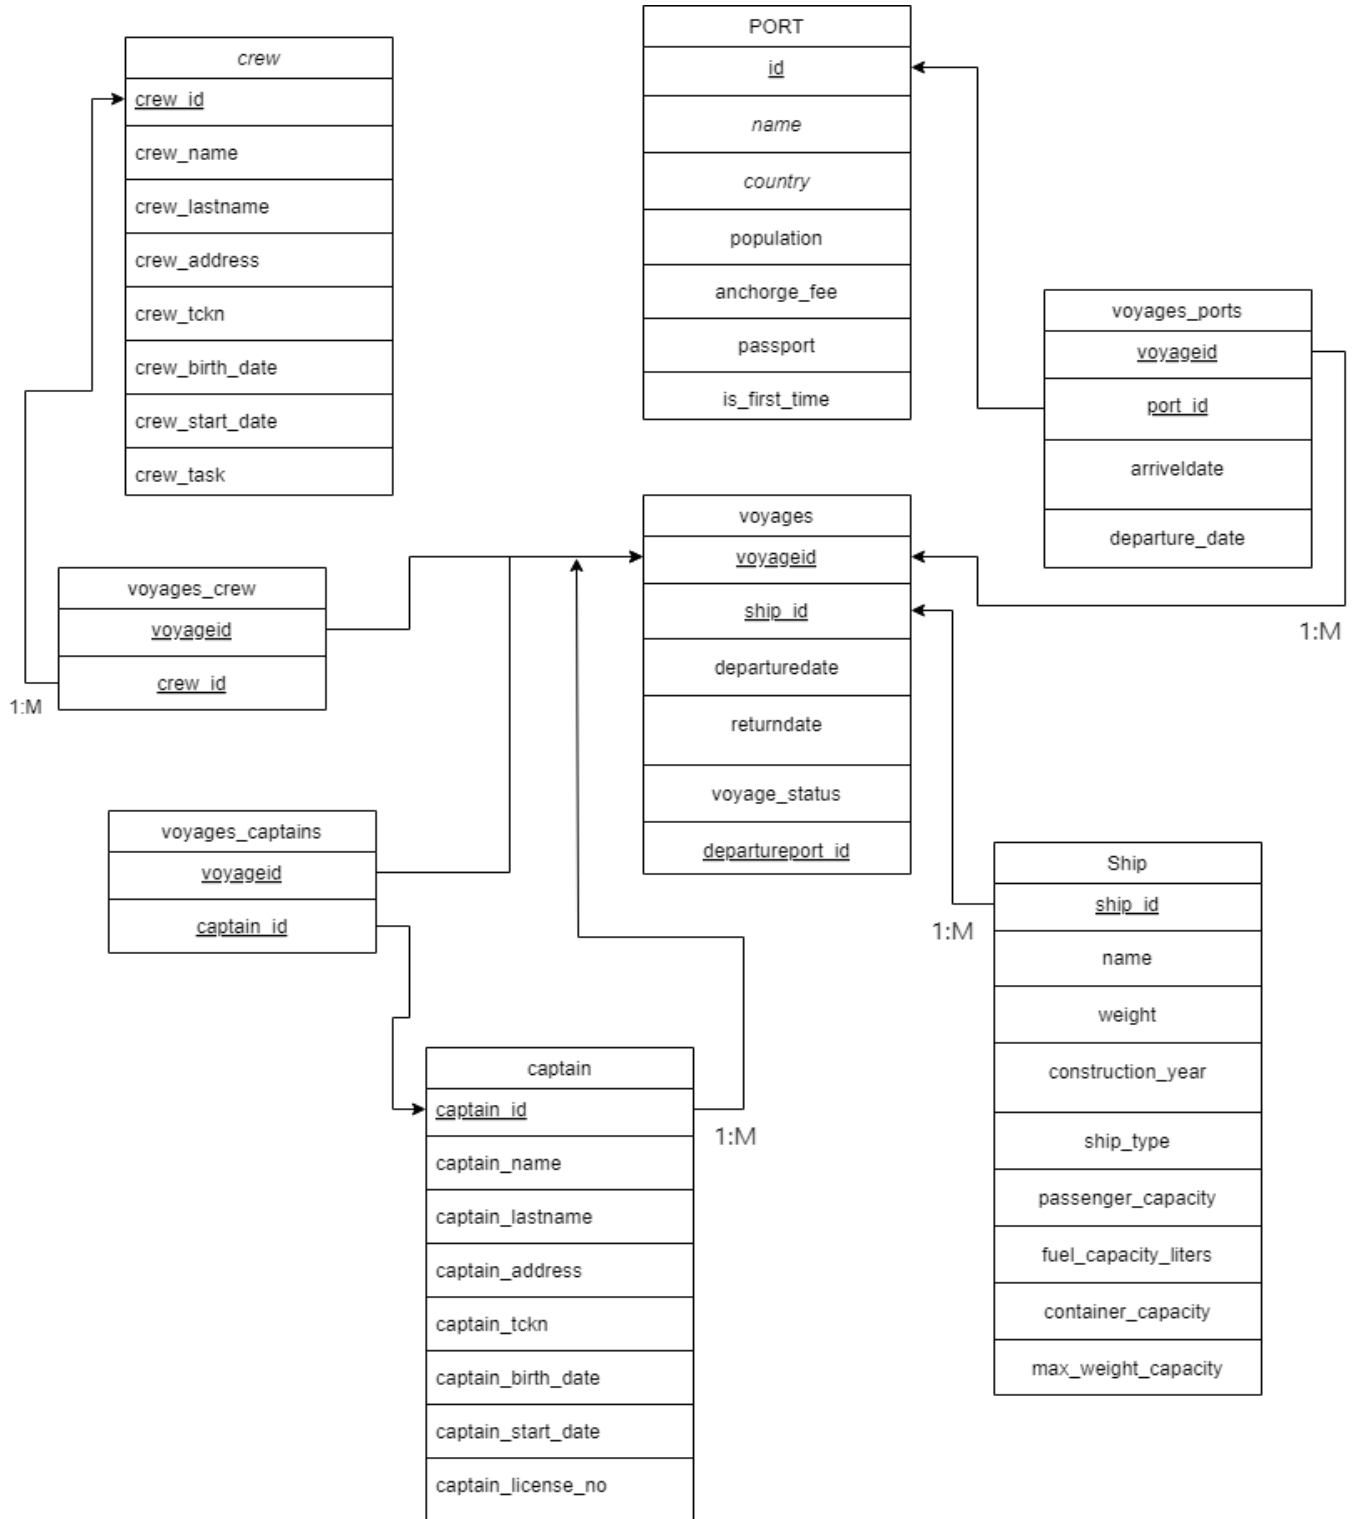 crew
crew_id
crew_name
crew_lastname
crew_address
crew_tckn
crew_birth_date
crew_start_date
crew_task
PORT
id
name
country
population
anchorge_fee
passport
is_first_time
voyages_ports
voyageid
port_id
arriveldate
departure_date
1:M
voyages
voyageid
ship_id
departuredate
returndate
voyage_status
departureport_id
voyages_crew
voyageid
crew_id
1:M
voyages_captains
voyageid
captain_id
captain
captain_id
captain_name
captain_lastname
captain_address
captain_tckn
captain_birth_date
captain_start_date
captain_license_no
1:M
Ship
ship_id
name
weight
construction_year
ship_type
passenger_capacity
fuel_capacity_liters
container_capacity
max_weight_capacity
1:M